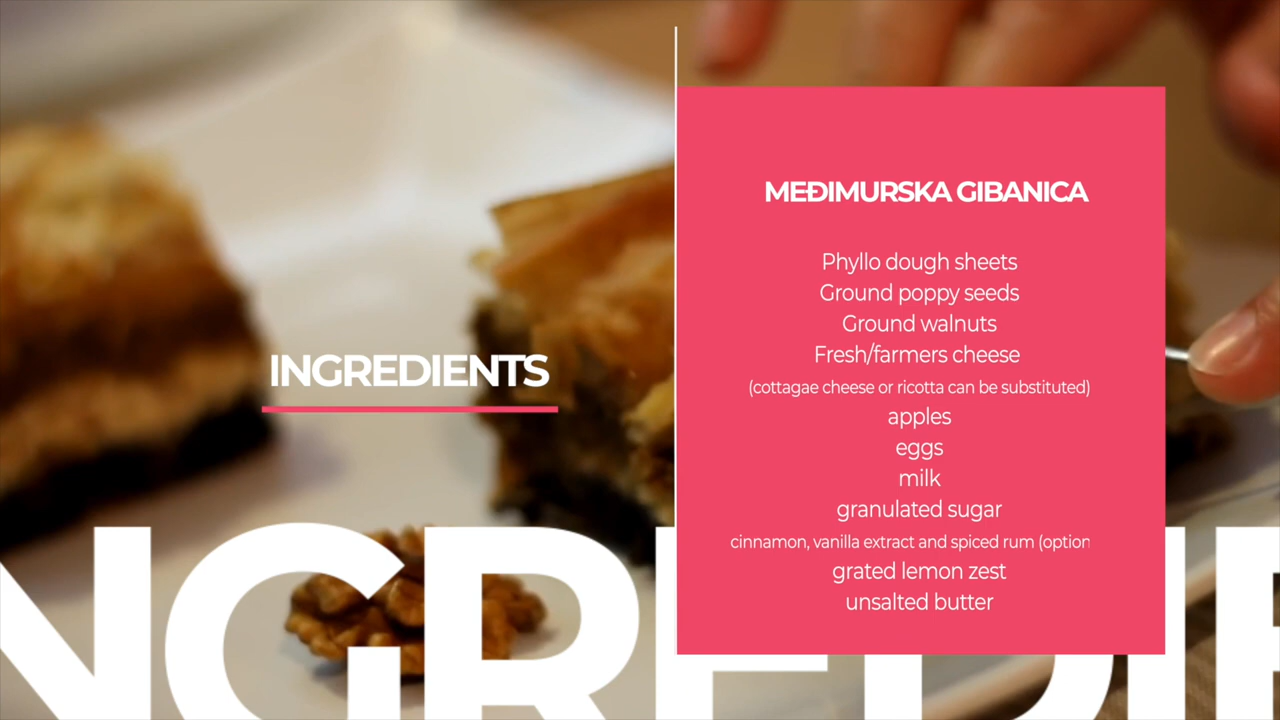 INGREDIENTS
MEĐIMURSKA GIBANICA
Phyllo dough sheets
Ground poppy seeds
Ground walnuts
Fresh/farmers cheese
(cottagae cheese or ricotta can be substituted)
apples
eggs
milk
granulated sugar
cinnamon, vanilla extract and spiced rum (option
grated lemon zest
unsalted butter
NGREDIE